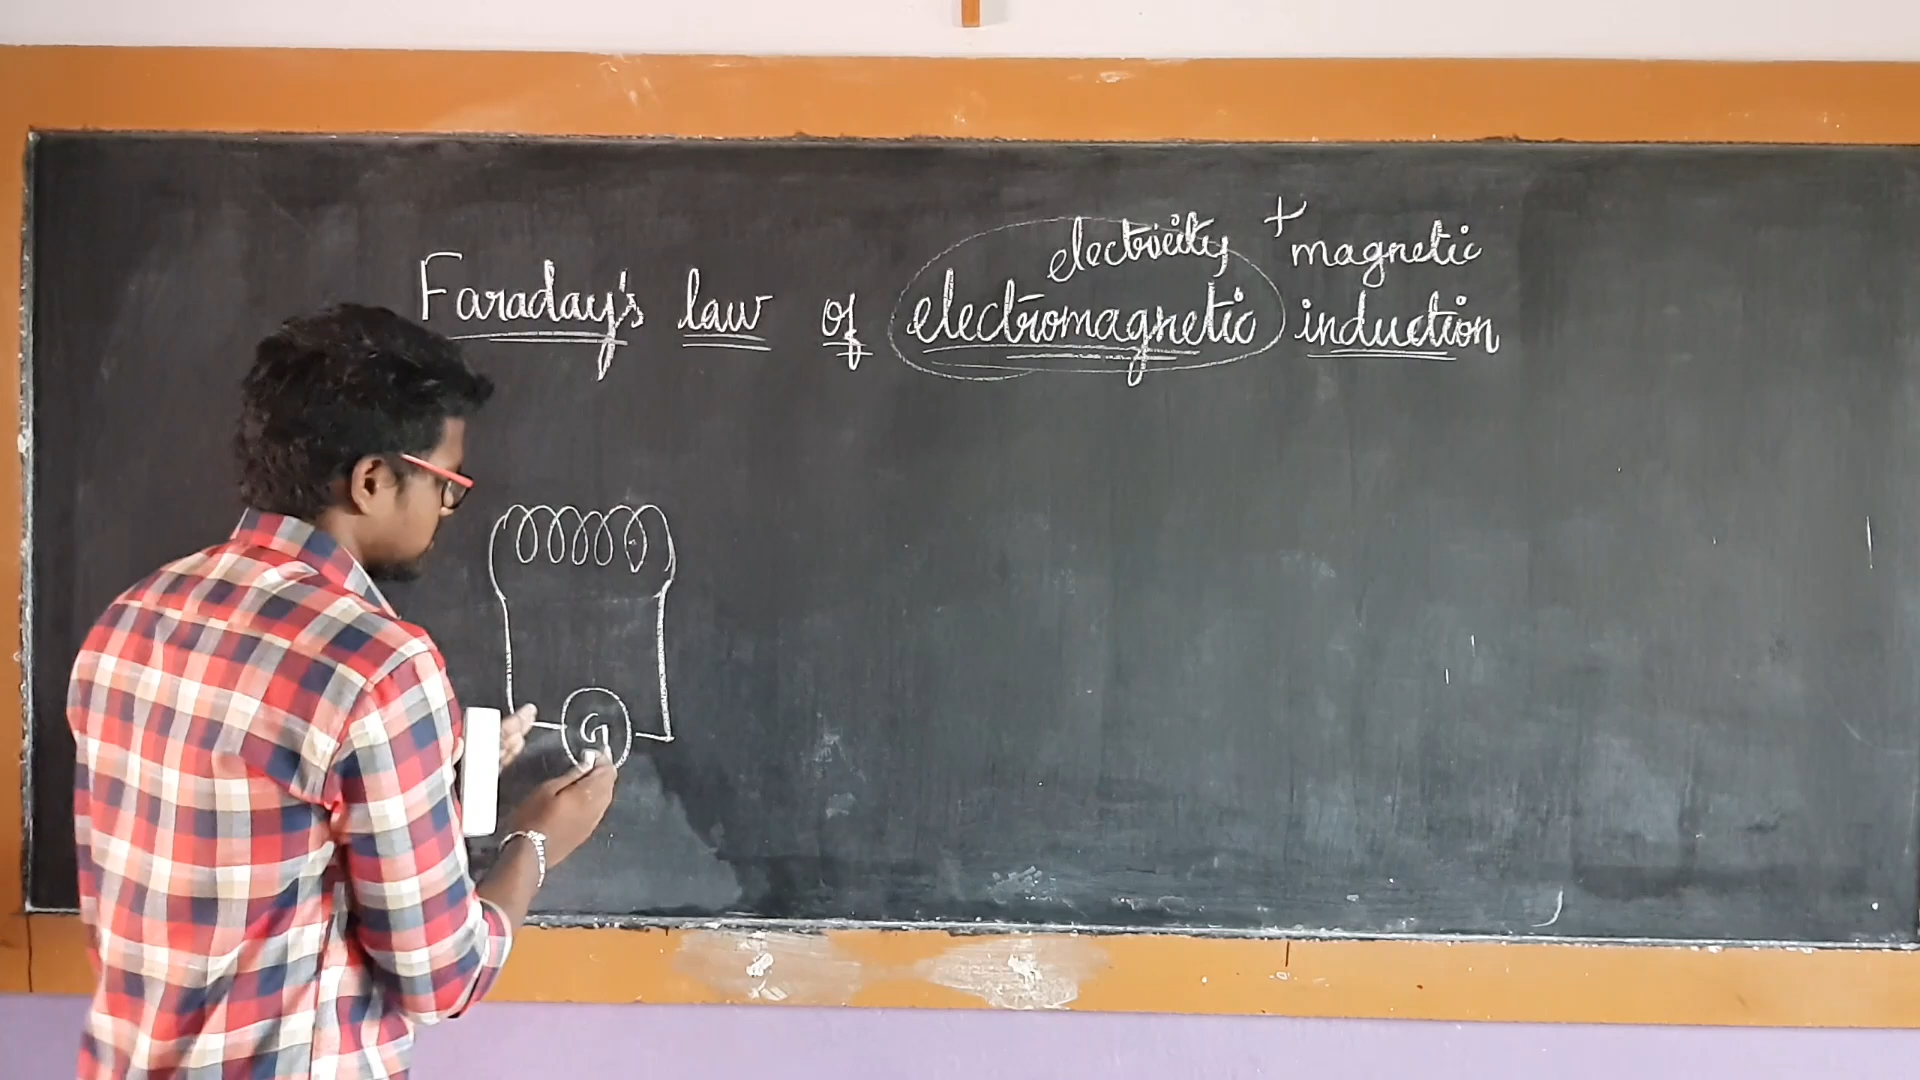 electricity + magnetic
Faraday's law of electromagnetic induction
G